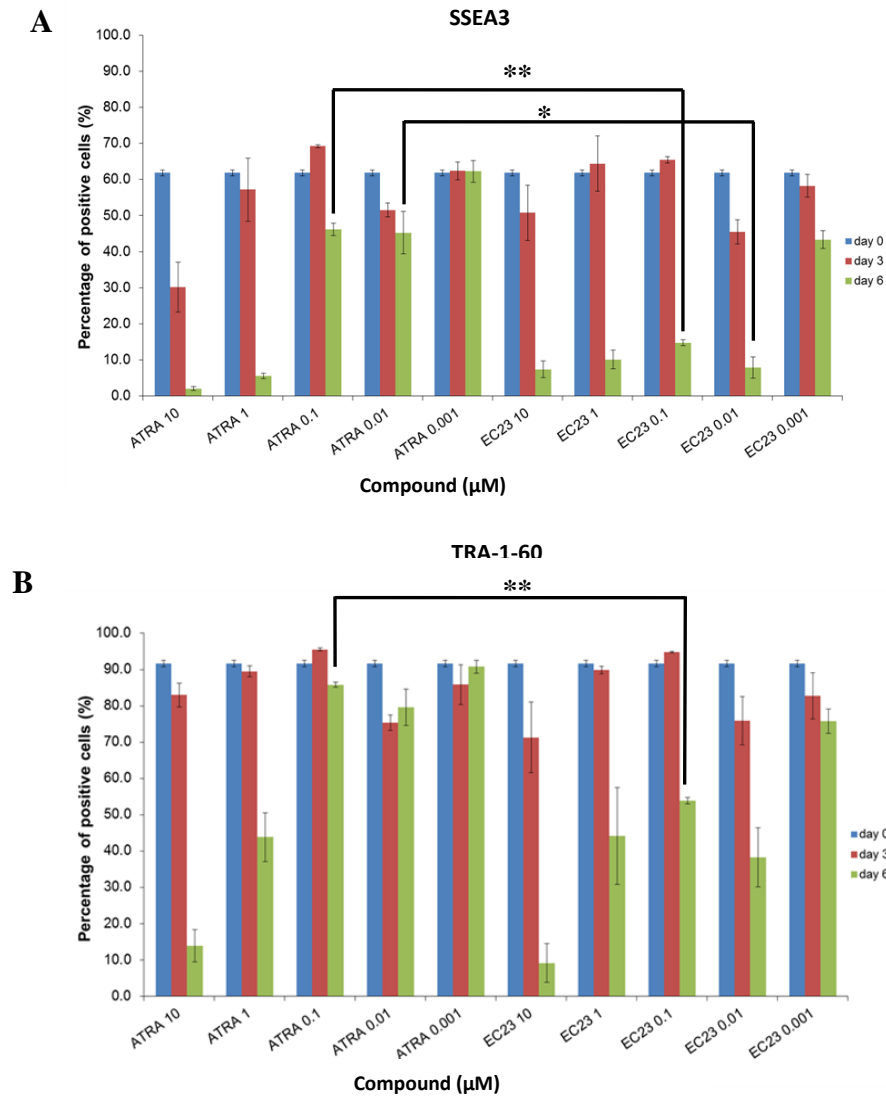 A
SSEA3
100.0
90.0
80.0
70.0
60.0
50.0
40.0
30.0
20.0
10.0
0.0
Percentage of positive cells (%)
**
*
day 0
day 3
day 6
ATRA 10
ATRA 1
ATRA 0.1
ATRA 0.01
ATRA 0.001
EC23 10
EC23 1
EC23 0.1
EC23 0.01
EC23 0.001
Compound (µM)
B
TRA-1-60
100.0
90.0
80.0
70.0
60.0
50.0
40.0
30.0
20.0
10.0
0.0
Percentage of positive cells (%)
**
day 0
day 3
day 6
ATRA 10
ATRA 1
ATRA 0.1
ATRA 0.01
ATRA 0.001
EC23 10
EC23 1
EC23 0.1
EC23 0.01
EC23 0.001
Compound (µM)